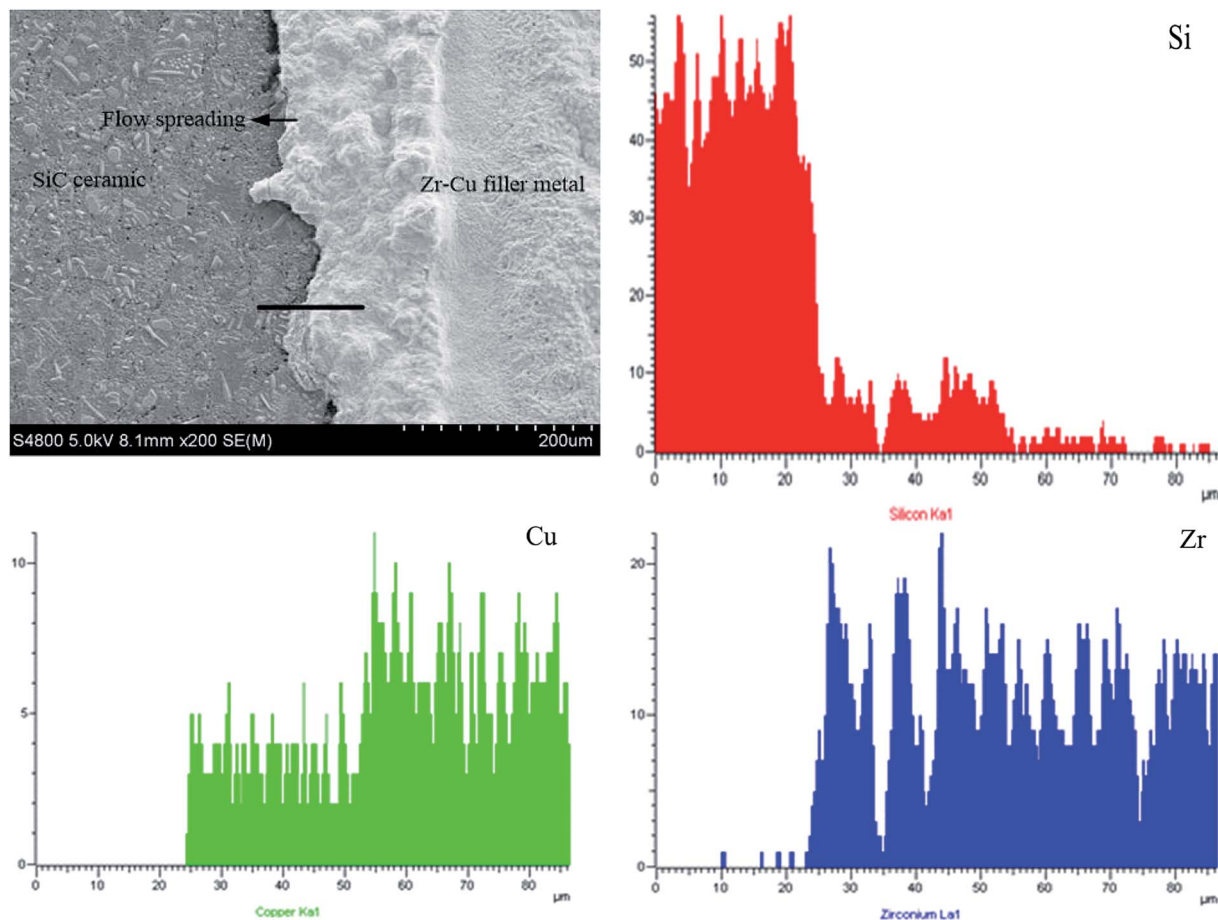 Flow spreading
SiC ceramic
Zr-Cu filler metal
S4800 5.0kV 8.1mm x200 SE(M)
200um
Si
50
40
30
20
10
0
0 10 20 30 40 50 60 70 80
µm
Silicon Ka1
Cu
10
5
0
0 10 20 30 40 50 60 70 80
µm
Copper Ka1
Zr
20
10
0
0 10 20 30 40 50 60 70 80
µm
Zirconium La1